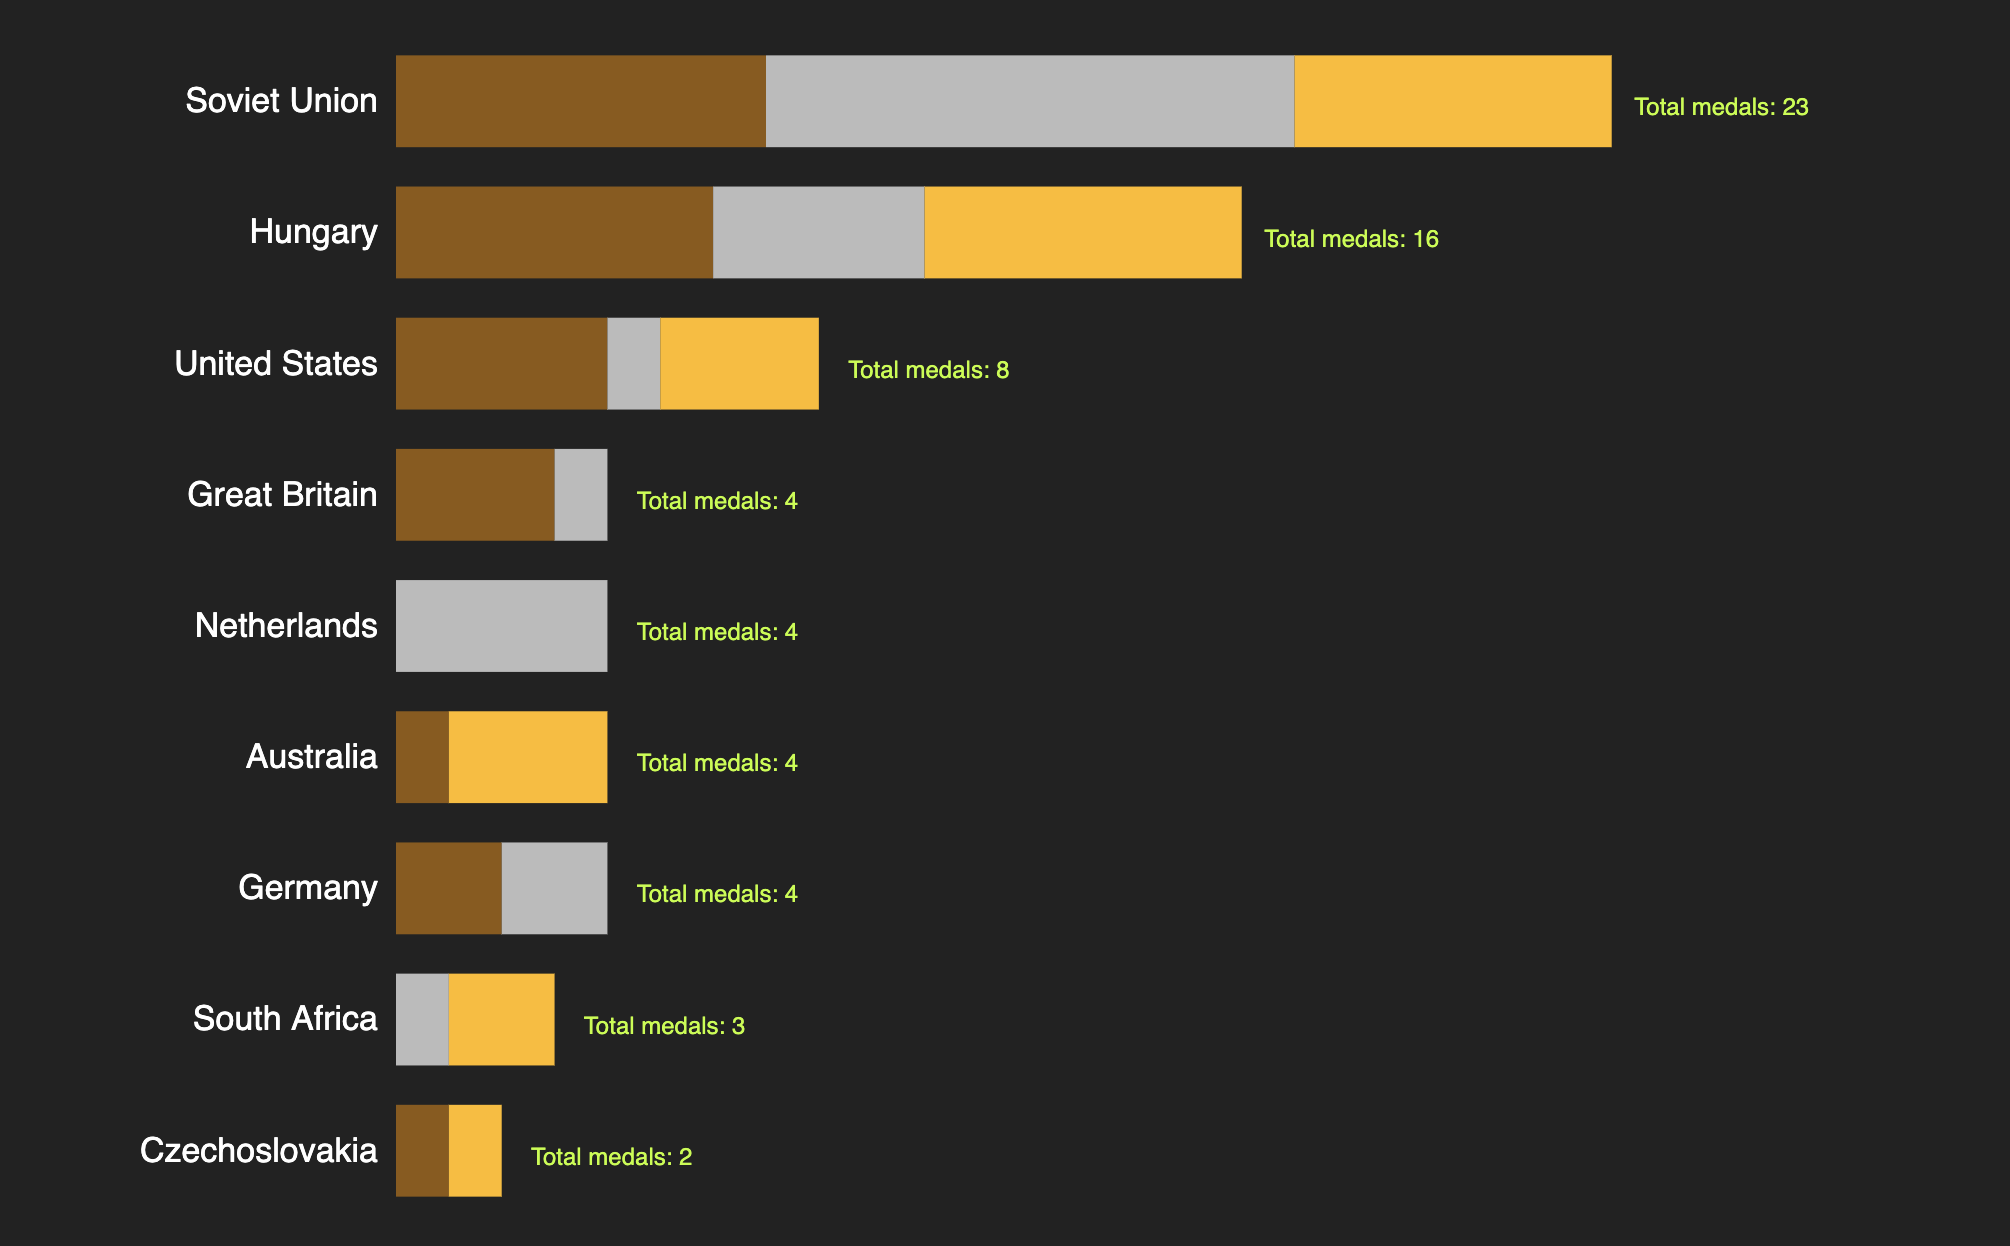 Soviet Union Total medals: 23
Hungary Total medals: 16
United States Total medals: 8
Great Britain Total medals: 4
Netherlands Total medals: 4
Australia Total medals: 4
Germany Total medals: 4
South Africa Total medals: 3
Czechoslovakia Total medals: 2